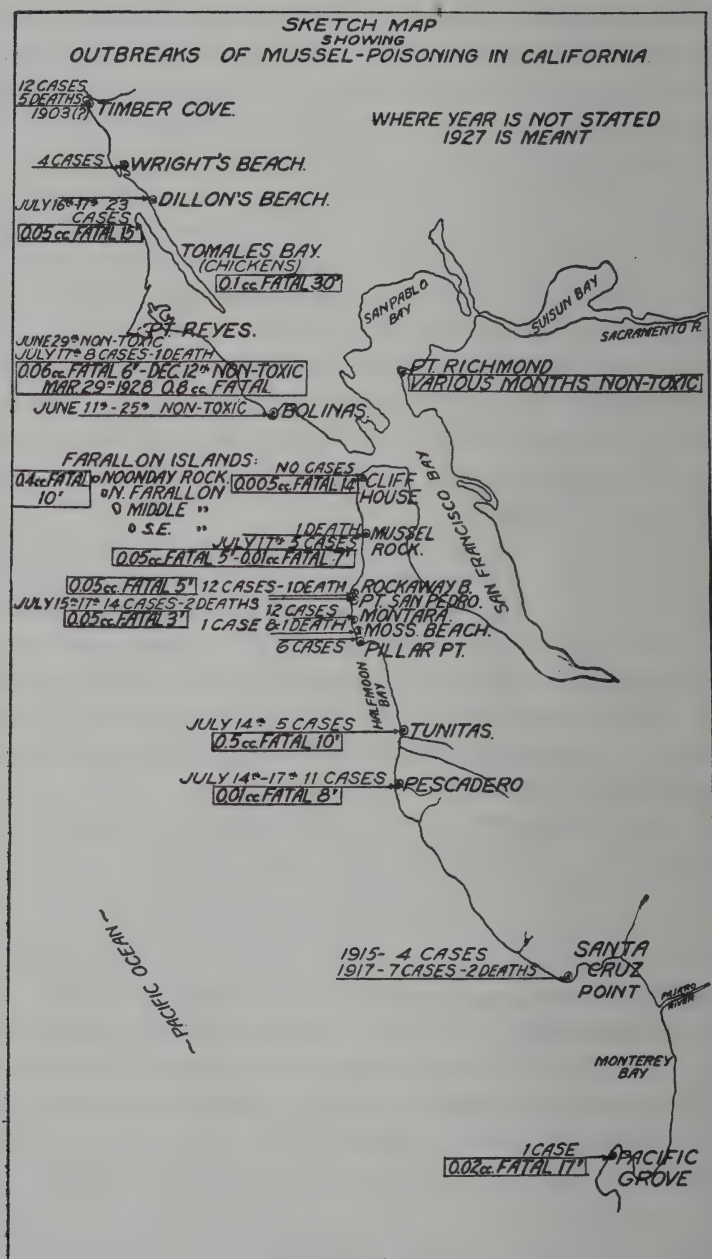 SKETCH MAP
SHOWING
OUTBREAKS OF MUSSEL-POISONING IN CALIFORNIA
12 CASES
5 DEATHS
1903(?)
TIMBER COVE.
WHERE YEAR IS NOT STATED
1927 IS MEANT
4 CASES
WRIGHT'S BEACH.
DILLON'S BEACH.
JULY 16th-17th 23
CASES
0.05cc FATAL 15'
TOMALES BAY.
(CHICKENS)
0.1cc FATAL 30'
SAN PABLO
BAY
SUISUN BAY
SACRAMENTO R.
PT. REYES.
JUNE 29th NON-TOXIC
JULY 17th 8 CASES-1 DEATH
0.06cc FATAL 6'-DEC 12th NON-TOXIC
MAR. 29th 1928 0.8cc FATAL
PT. RICHMOND
VARIOUS MONTHS NON-TOXIC
JUNE 11th-25th NON-TOXIC
BOLINAS.
FARALLON ISLANDS:
0.4cc FATAL
10'
NOONDAY ROCK.
N. FARALLON
MIDDLE "
S.E. "
NO CASES
0.005cc FATAL 14'
CLIFF
HOUSE
SAN FRANCISCO BAY
1 DEATH
JULY 17th 5 CASES
0.05cc FATAL 5'-0.01cc FATAL 7'
MUSSEL
ROCK.
0.05cc FATAL 5'
12 CASES-1 DEATH
ROCKAWAY B.
JULY 15th-17th 14 CASES-2 DEATHS
PT. SAN PEDRO.
0.05cc FATAL 3'
12 CASES
MONTARA
1 CASE & 1 DEATH
MOSS. BEACH.
6 CASES
PILLAR PT.
HALFMOON
BAY
JULY 14th 5 CASES
0.5cc FATAL 10'
TUNITAS.
JULY 14th-17th 11 CASES
0.01cc FATAL 8'
PESCADERO
~PACIFIC OCEAN~
1915- 4 CASES
1917-7 CASES-2 DEATHS
SANTA
CRUZ
POINT
PAJARO
RIVER
MONTEREY
BAY
1 CASE
0.02cc. FATAL 17'
PACIFIC
GROVE